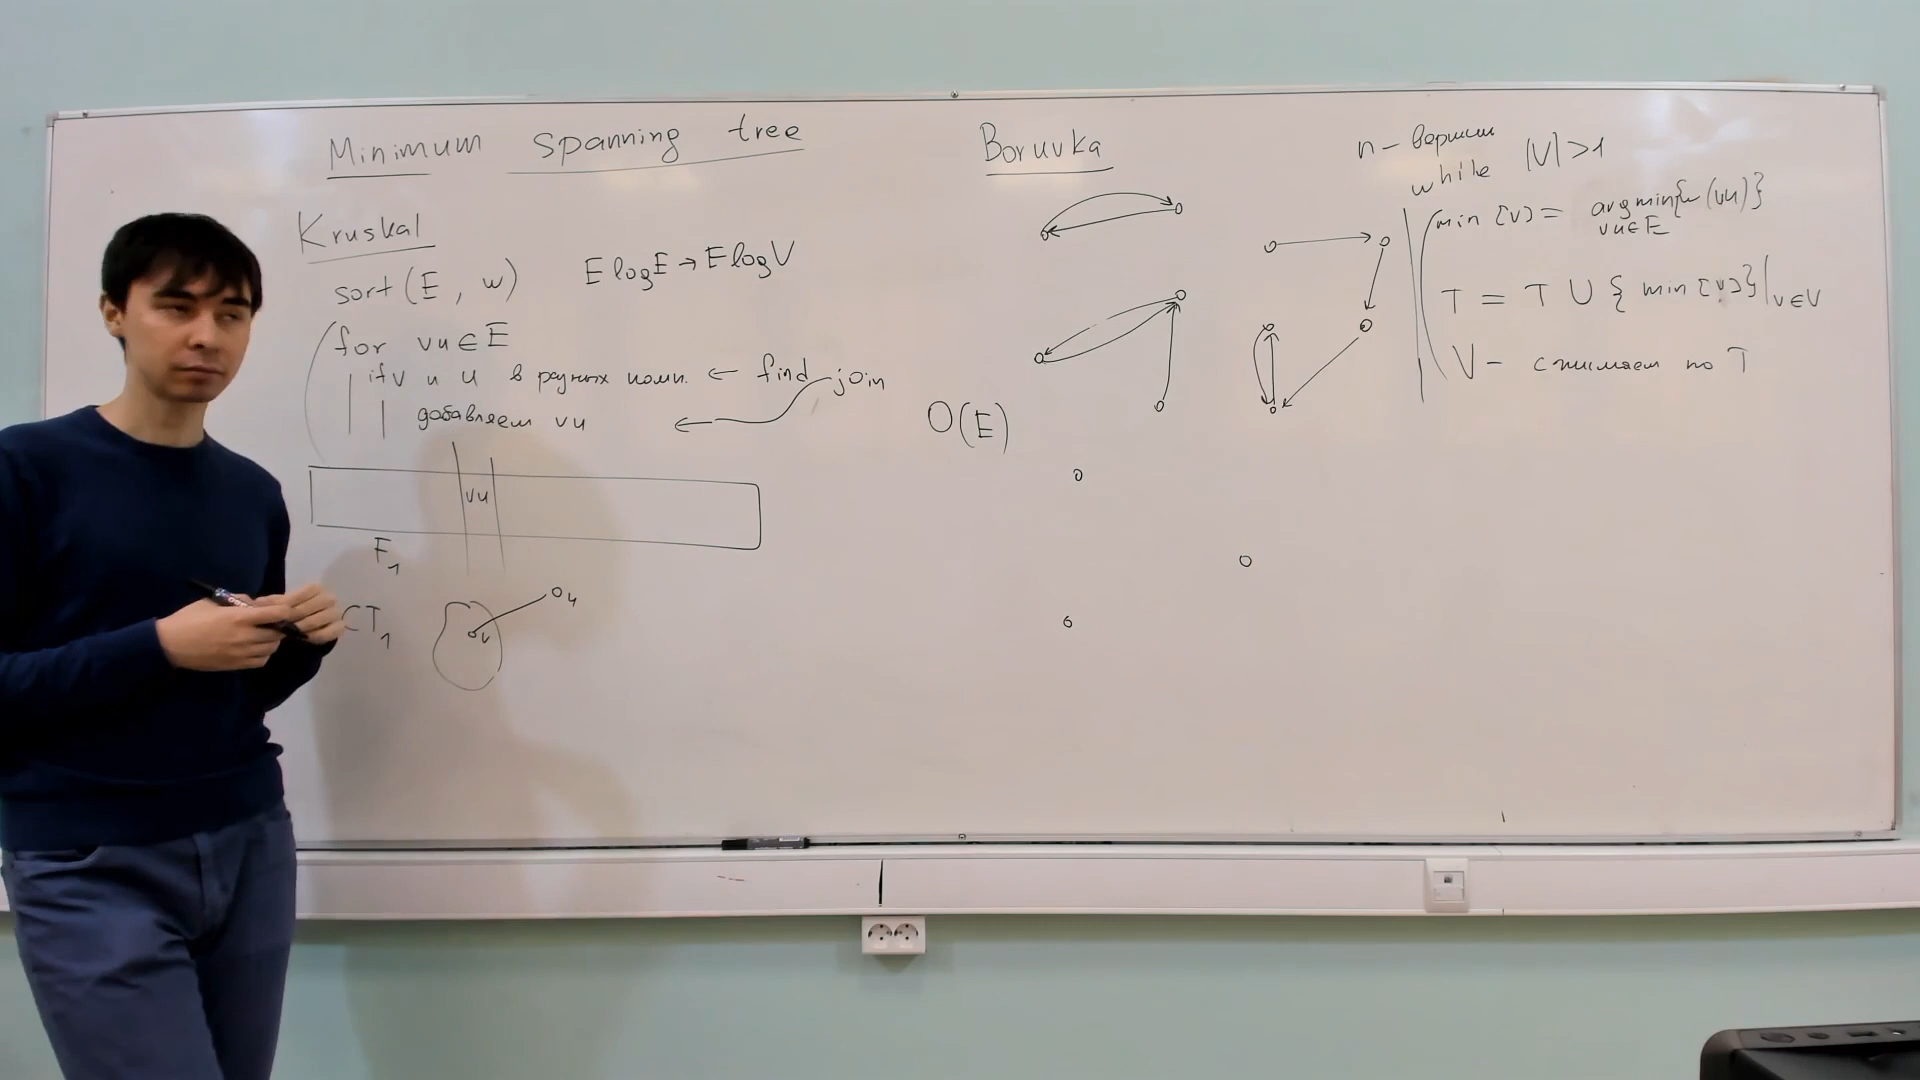 Minimum spanning tree
Kruskal
sort (E, w) E log E → E log V
for vu ∈ E
if v и u в разных комп. ← find join
добавляем vu ←
vu
F₁
CT₁
v u
Boruvka
O(E)
n - вершин
while |V| > 1
min[v] = argmin{w(vu)}
vu∈E
T = T ∪ { min[v] } | v∈V
V - сжимаем по T